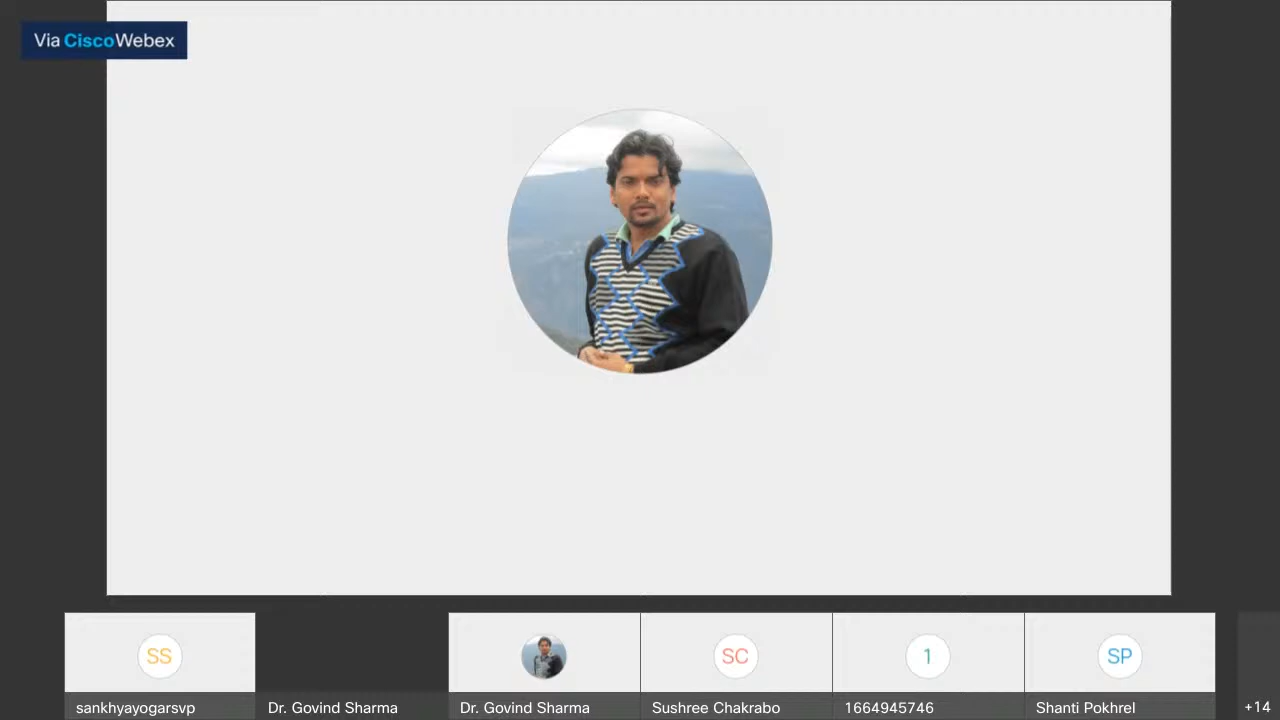 Via CiscoWebex
SS
SC
1
SP
sankhyayogarsvp
Dr. Govind Sharma
Dr. Govind Sharma
Sushree Chakrabo
1664945746
Shanti Pokhrel
+14